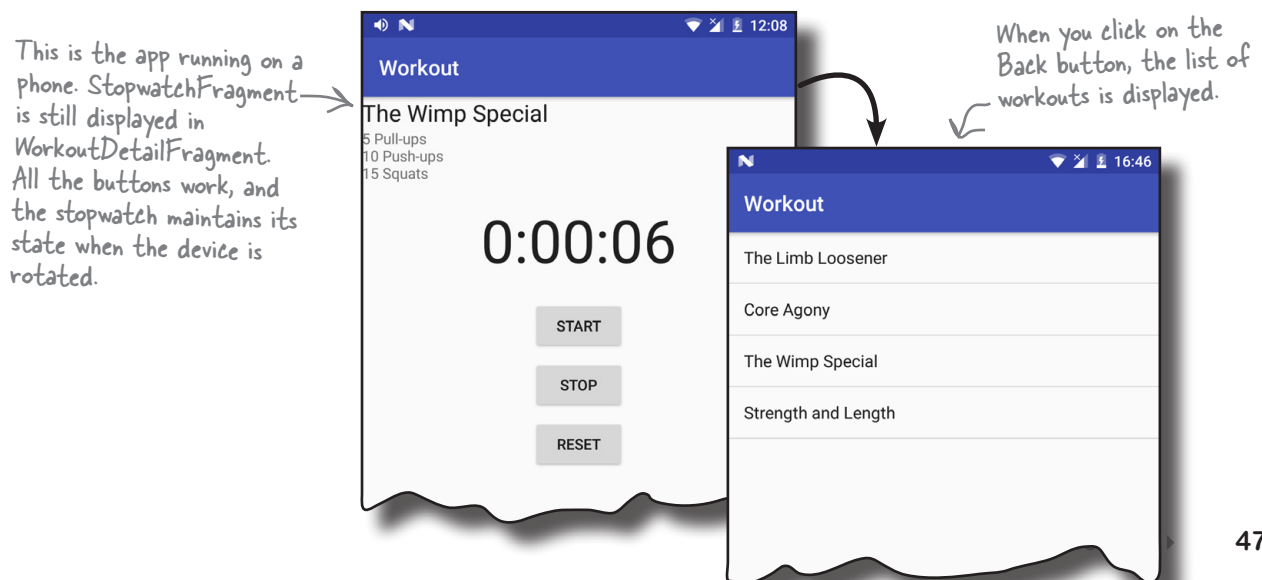 This is the app running on a
phone. StopwatchFragment
is still displayed in
WorkoutDetailFragment.
All the buttons work, and
the stopwatch maintains its
state when the device is
rotated.
12:08
Workout
The Wimp Special
5 Pull-ups
10 Push-ups
15 Squats
0:00:06
START
STOP
RESET
When you click on the
Back button, the list of
workouts is displayed.
16:46
Workout
The Limb Loosener
Core Agony
The Wimp Special
Strength and Length
47